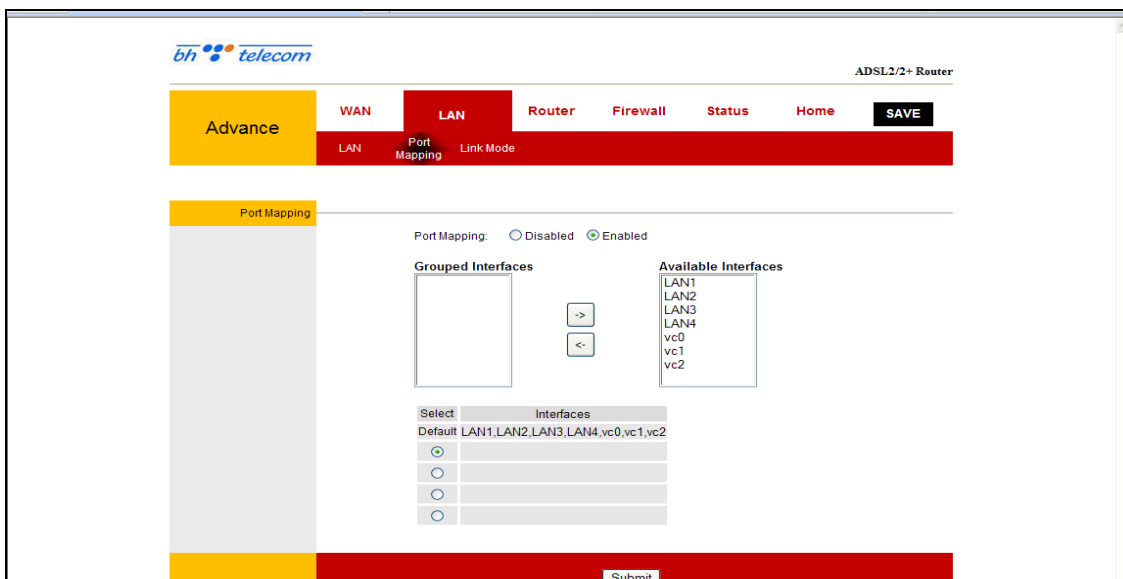 bh telecom
ADSL2/2+ Router
Advance
WAN LAN Router Firewall Status Home SAVE
LAN Port Mapping Link Mode
Port Mapping
Port Mapping: Disabled Enabled
Grouped Interfaces Available Interfaces
LAN1
LAN2
LAN3
LAN4
vc0
vc1
vc2
->
<-
Select Interfaces
Default LAN1,LAN2,LAN3,LAN4,vc0,vc1,vc2
Submit